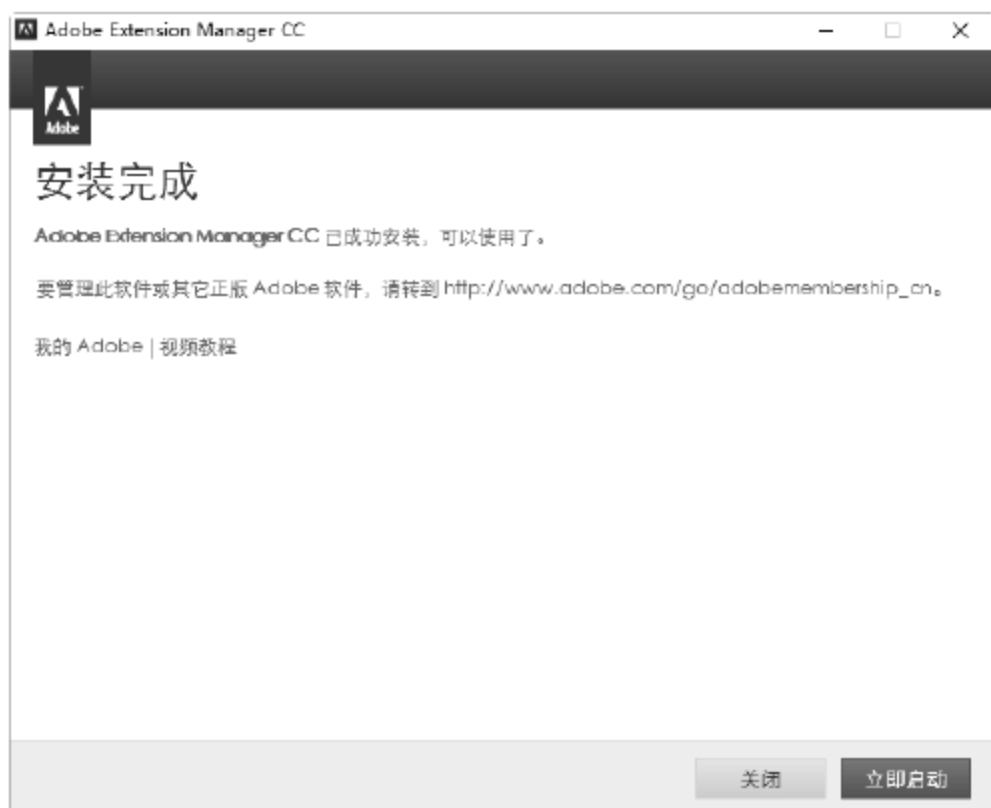 Adobe Extension Manager CC
Adobe
安装完成
Adobe Extension Manager CC 已成功安装，可以使用了。
要管理此软件或其它正版 Adobe 软件，请转到 http://www.adobe.com/go/adobemembership_cn。
我的 Adobe | 视频教程
关闭 立即启动